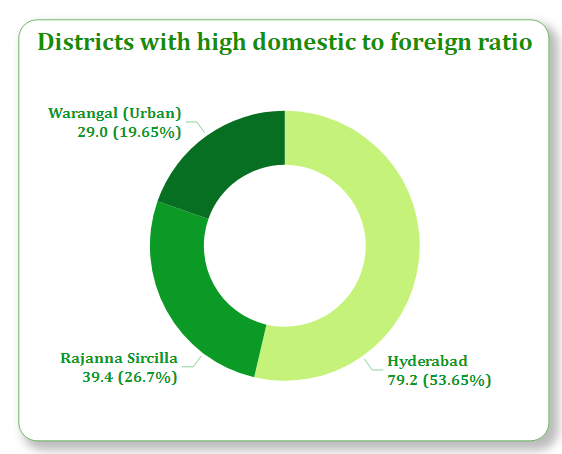 Districts with high domestic to foreign ratio
Warangal (Urban)
29.0 (19.65%)
Rajanna Sircilla
39.4 (26.7%)
Hyderabad
79.2 (53.65%)